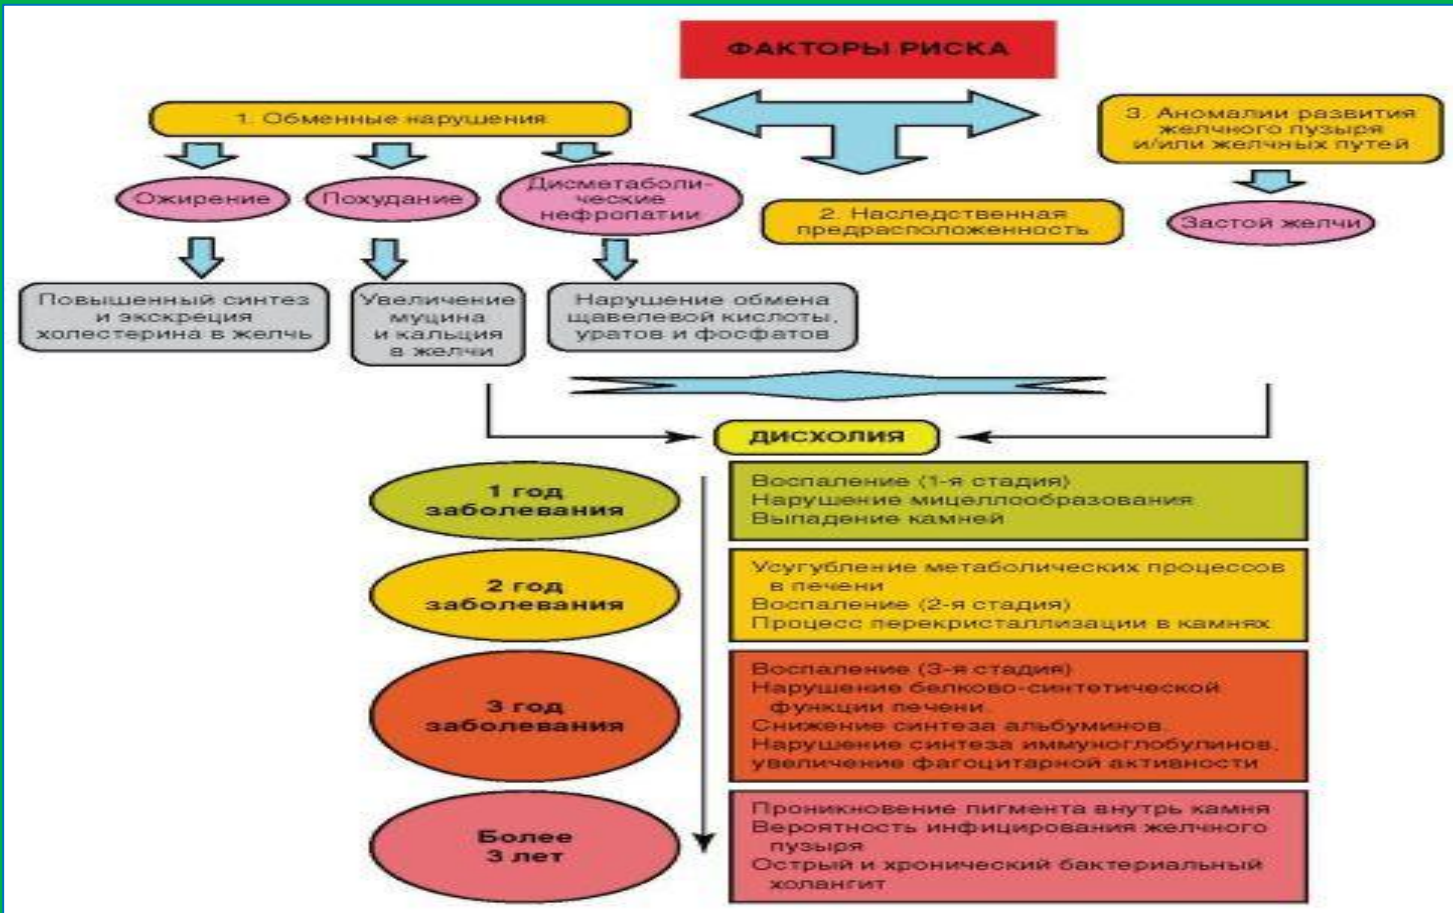 ФАКТОРЫ РИСКА
1. Обменные нарушения
Ожирение
Похудание
Дисметаболи-
ческие
нефропатии
Повышенный синтез
и экскреция
холестерина в желчь
Увеличение
муцина
и кальция
в желчи
Нарушение обмена
щавелевой кислоты,
уратов и фосфатов
2. Наследственная
предрасположенность
3. Аномалии развития
желчного пузыря
и/или желчных путей
Застой желчи
ДИСХОЛИЯ
1 год
заболевания
Воспаление (1-я стадия)
Нарушение мицеллообразования
Выпадение камней
2 год
заболевания
Усугубление метаболических процессов
в печени
Воспаление (2-я стадия)
Процесс перекристаллизации в камнях
3 год
заболевания
Воспаление (3-я стадия)
Нарушение белково-синтетической
функции печени.
Снижение синтеза альбуминов.
Нарушение синтеза иммуноглобулинов,
увеличение фагоцитарной активности
Более
3 лет
Проникновение пигмента внутрь камня
Вероятность инфицирования желчного
пузыря
Острый и хронический бактериальный
холангит